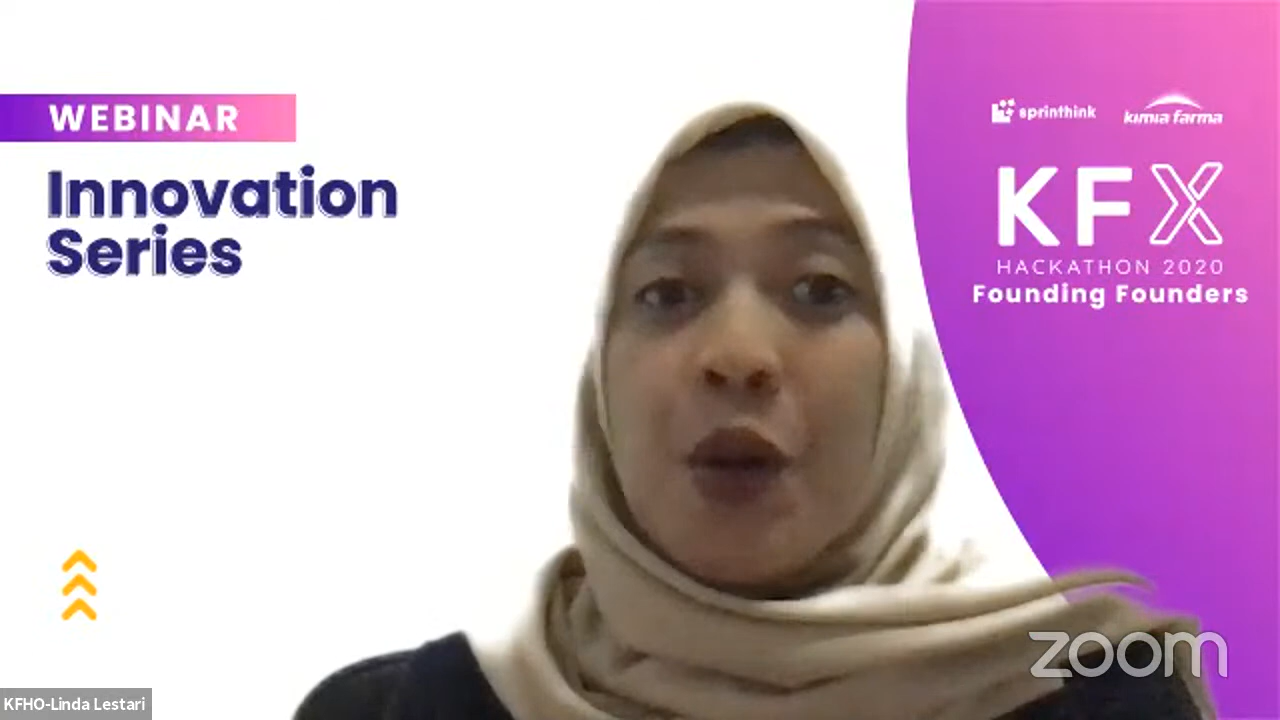 WEBINAR
Innovation
Series
sprinthink
kimia farma
KFX
HACKATHON 2020
Founding Founders
zoom
KFHO-Linda Lestari